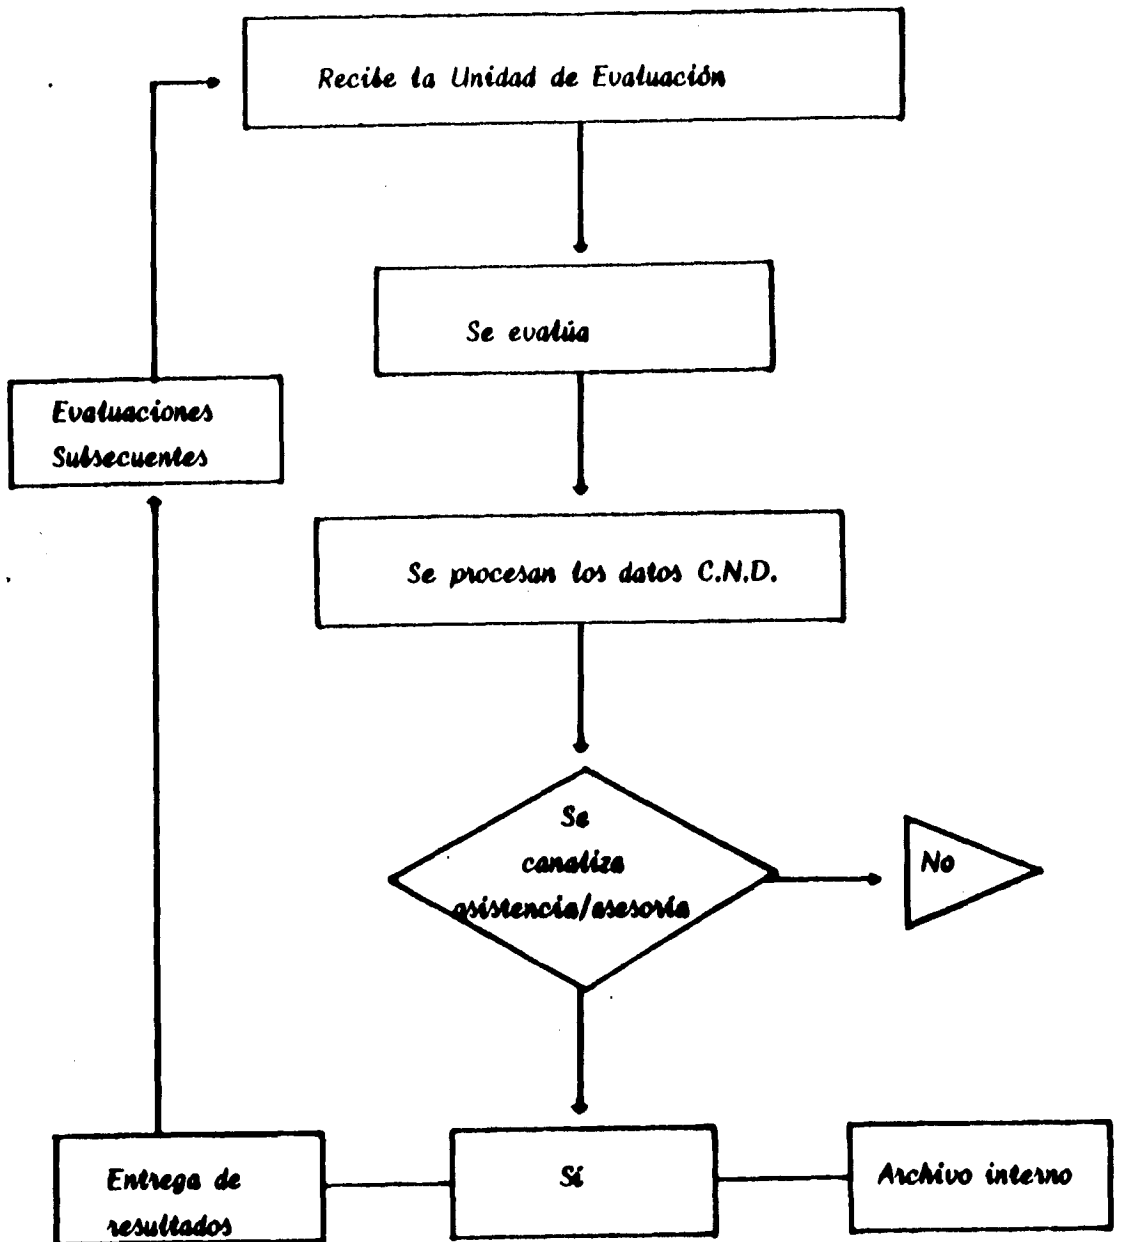 Recibe la Unidad de Evaluación
Se evalúa
Evaluaciones
Subsecuentes
Se procesan los datos C.N.D.
Se
canaliza
asistencia/asesoría
No
Entrega de
resultados
Sí
Archivo interno